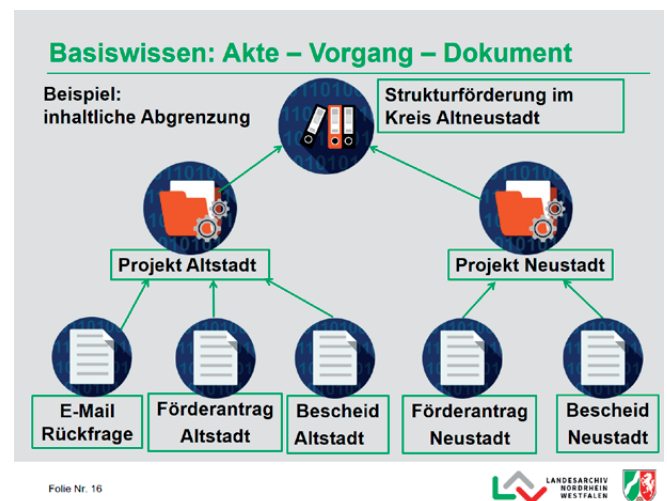 Basiswissen: Akte – Vorgang – Dokument
Beispiel:
inhaltliche Abgrenzung
Strukturförderung im
Kreis Altneustadt
Projekt Altstadt
Projekt Neustadt
E-Mail
Rückfrage
Förderantrag
Altstadt
Bescheid
Altstadt
Förderantrag
Neustadt
Bescheid
Neustadt
Folie Nr. 16
LANDESARCHIV
NORDRHEIN
WESTFALEN